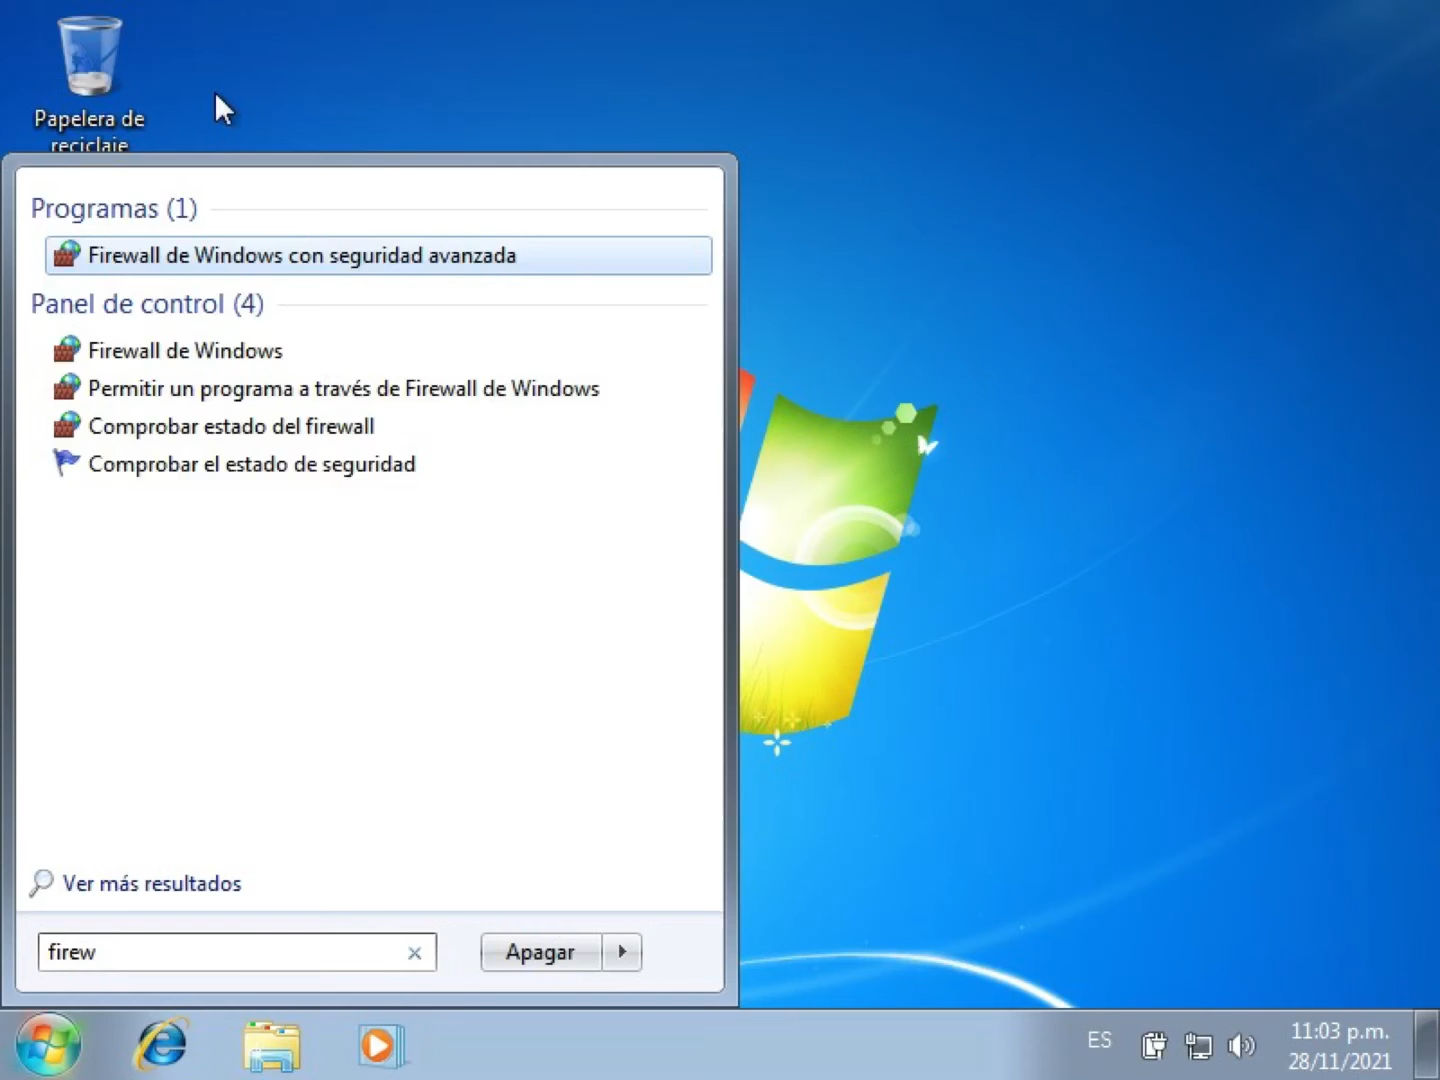 Papelera de
reciclaje
Programas (1)
Firewall de Windows con seguridad avanzada
Panel de control (4)
Firewall de Windows
Permitir un programa a través de Firewall de Windows
Comprobar estado del firewall
Comprobar el estado de seguridad
Ver más resultados
firew
Apagar
ES
11:03 p.m.
28/11/2021